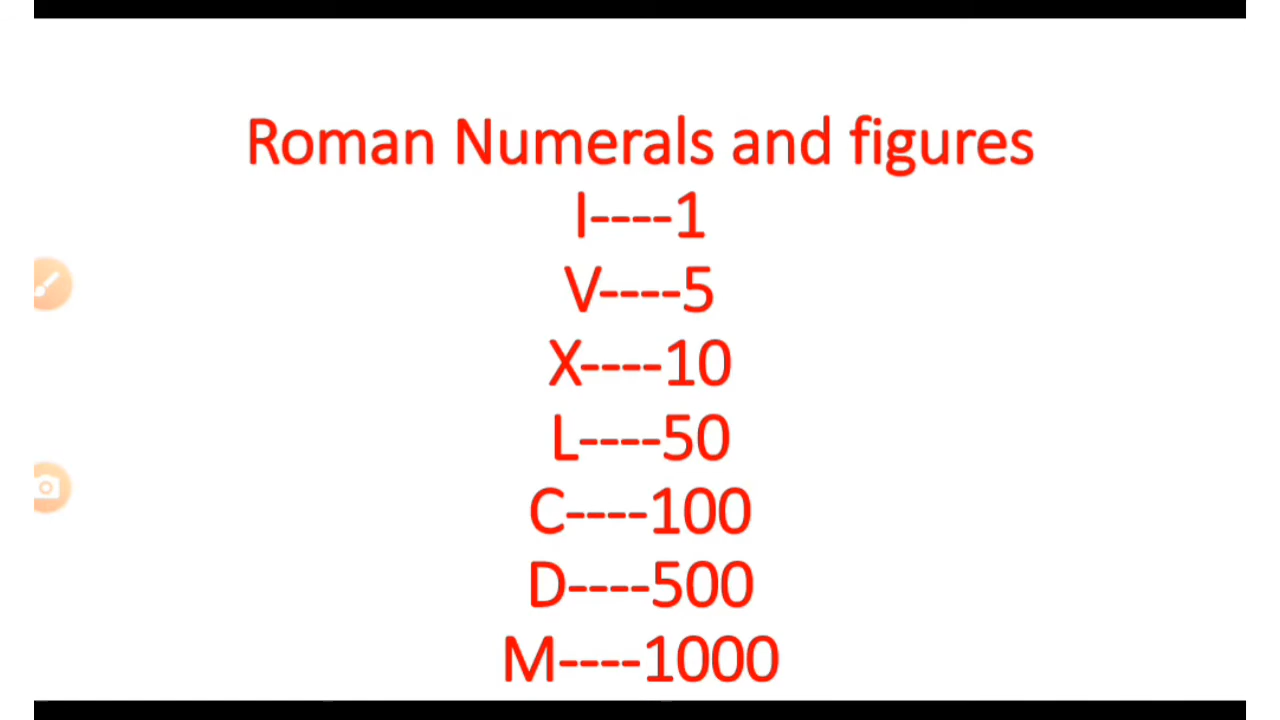 Roman Numerals and figures
I----1
V----5
X----10
L----50
C----100
D----500
M----1000